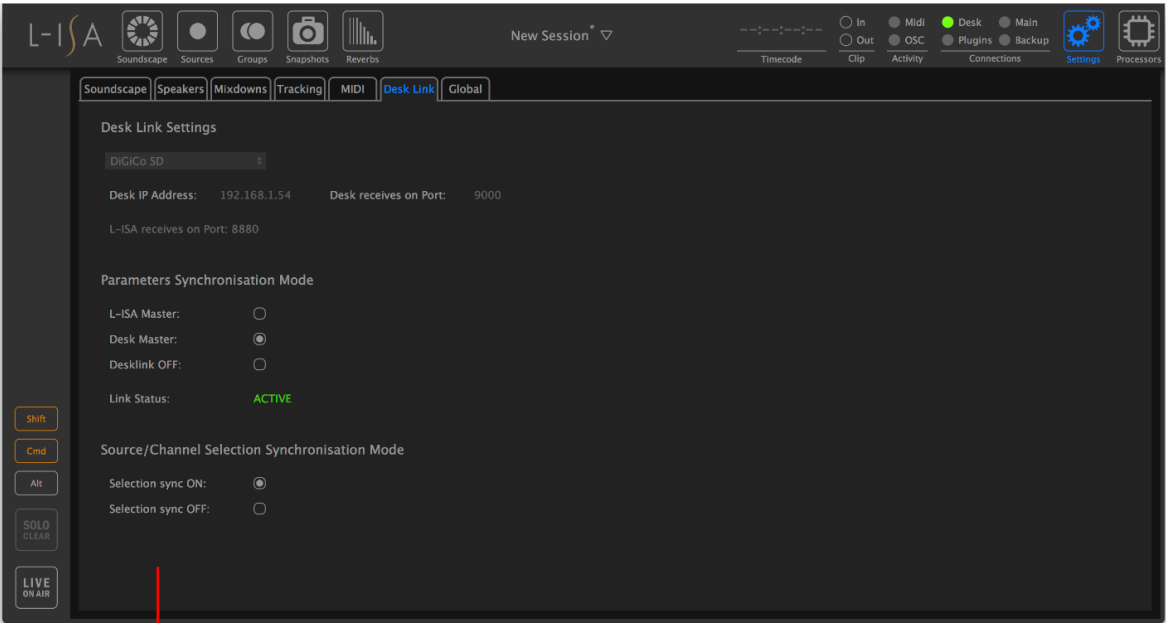 L-ISA
Soundscape Sources Groups Snapshots Reverbs
New Session* ▽
--:--:--:--
Timecode
In
Out
Clip
Midi
OSC
Activity
Desk Main
Plugins Backup
Connections
Settings Processors
Soundscape Speakers Mixdowns Tracking MIDI Desk Link Global
Desk Link Settings
DiGiCo SD
Desk IP Address: 192.168.1.54 Desk receives on Port: 9000
L-ISA receives on Port: 8880
Parameters Synchronisation Mode
L-ISA Master:
Desk Master:
Desklink OFF:
Link Status: ACTIVE
Source/Channel Selection Synchronisation Mode
Selection sync ON:
Selection sync OFF:
Shift
Cmd
Alt
SOLO
CLEAR
LIVE
ON AIR